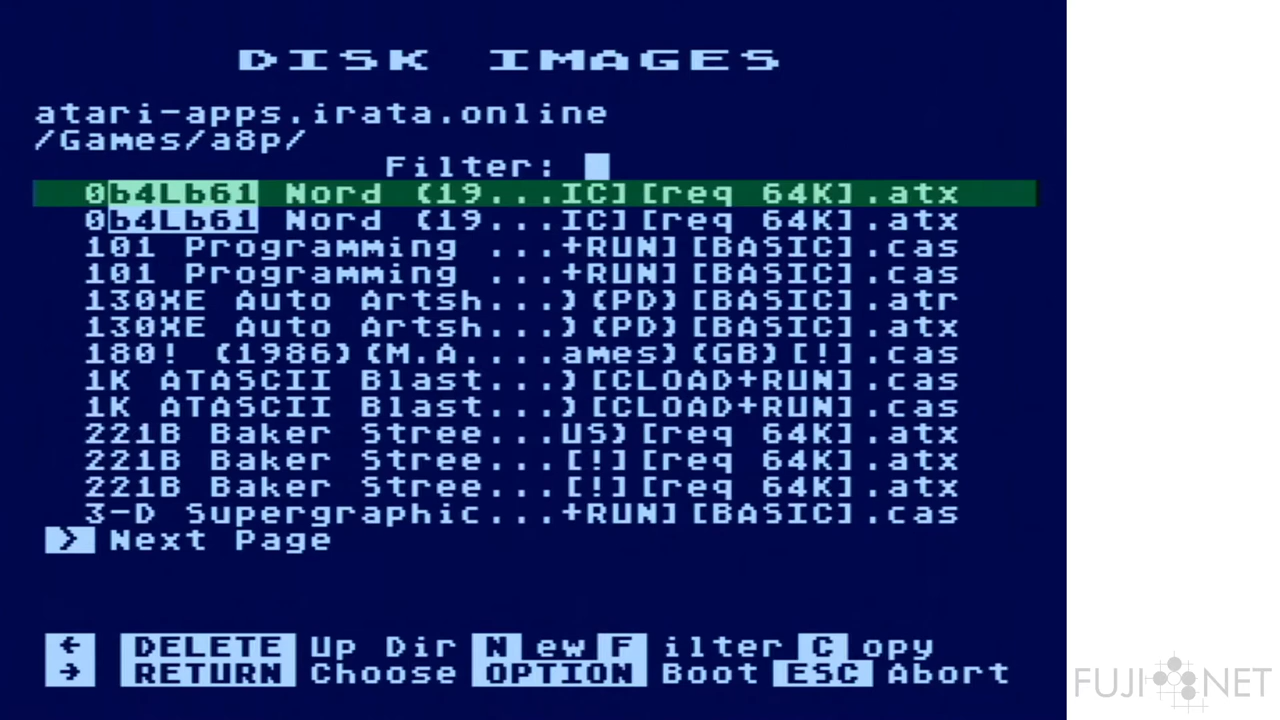 DISK IMAGES
atari-apps.irata.online
/Games/a8p/
Filter:
0b4Lb61 Nord (19...IC][req 64K].atx
0b4Lb61 Nord (19...IC][req 64K].atx
101 Programming ...+RUN][BASIC].cas
101 Programming ...+RUN][BASIC].cas
130XE Auto Artsh...)(PD)[BASIC].atr
130XE Auto Artsh...)(PD)[BASIC].atx
180! (1986)(M.A....ames)(GB)[!].cas
1K ATASCII Blast...)[CLOAD+RUN].cas
1K ATASCII Blast...)[CLOAD+RUN].cas
221B Baker Stree...US)[req 64K].atx
221B Baker Stree...[!][req 64K].atx
221B Baker Stree...[!][req 64K].atx
3-D Supergraphic...+RUN][BASIC].cas
> Next Page
← DELETE Up Dir New Filter Copy
→ RETURN Choose OPTION Boot ESC Abort
FUJINET